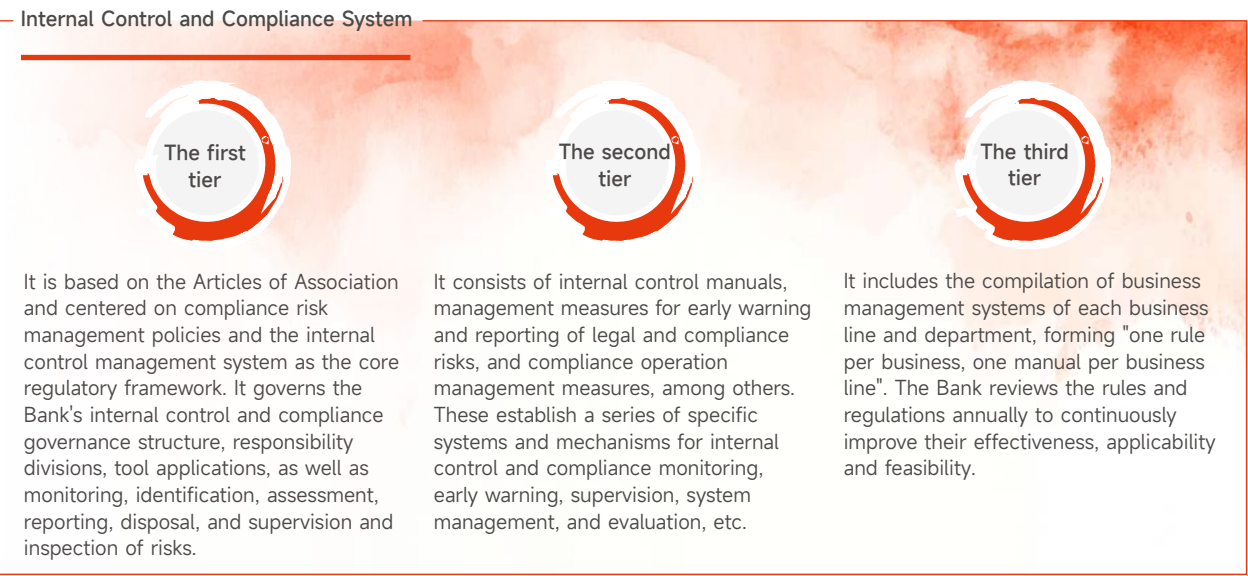 Internal Control and Compliance System
The first
tier
It is based on the Articles of Association
and centered on compliance risk
management policies and the internal
control management system as the core
regulatory framework. It governs the
Bank's internal control and compliance
governance structure, responsibility
divisions, tool applications, as well as
monitoring, identification, assessment,
reporting, disposal, and supervision and
inspection of risks.
The second
tier
It consists of internal control manuals,
management measures for early warning
and reporting of legal and compliance
risks, and compliance operation
management measures, among others.
These establish a series of specific
systems and mechanisms for internal
control and compliance monitoring,
early warning, supervision, system
management, and evaluation, etc.
The third
tier
It includes the compilation of business
management systems of each business
line and department, forming "one rule
per business, one manual per business
line". The Bank reviews the rules and
regulations annually to continuously
improve their effectiveness, applicability
and feasibility.